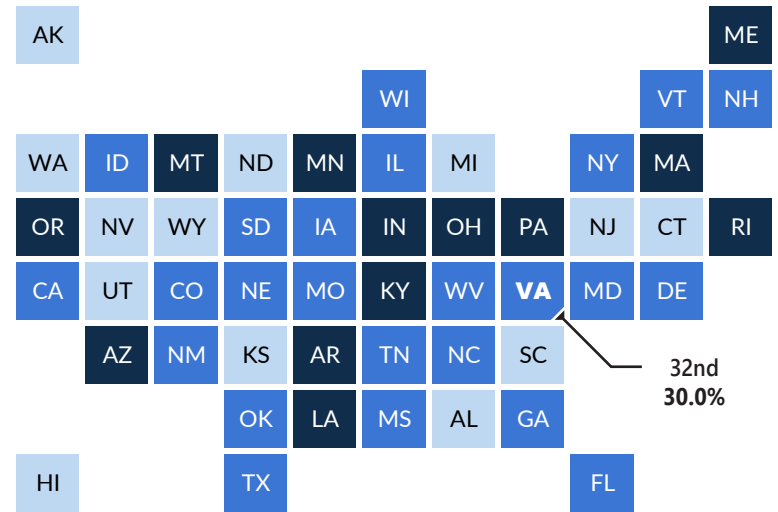 AK ME
WI VT NH
WA ID MT ND MN IL MI NY MA
OR NV WY SD IA IN OH PA NJ CT RI
CA UT CO NE MO KY WV VA MD DE
AZ NM KS AR TN NC SC
32nd
30.0%
OK LA MS AL GA
HI TX FL